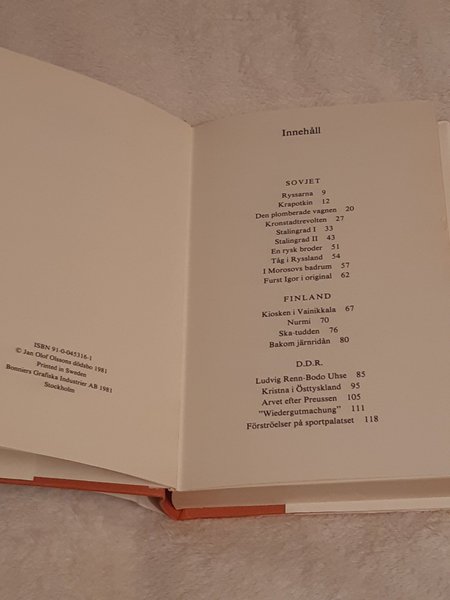 ISBN 91-0-045316-1
© Jan Olof Olssons dödsbo 1981
Printed in Sweden
Bonniers Grafiska Industrier AB 1981
Stockholm
Innehåll
SOVJET
Ryssarna 9
Krapotkin 12
Den plomberade vagnen 20
Kronstadtrevolten 27
Stalingrad I 33
Stalingrad II 43
En rysk broder 51
Tåg i Ryssland 54
I Morosovs badrum 57
Furst Igor i original 62
FINLAND
Kiosken i Vainikkala 67
Nurmi 70
Ska-tudden 76
Bakom järnridån 80
D.D.R.
Ludvig Renn-Bodo Uhse 85
Kristna i Östtyskland 95
Arvet efter Preussen 105
"Wiedergutmachung" 111
Förströelser på sportpalatset 118